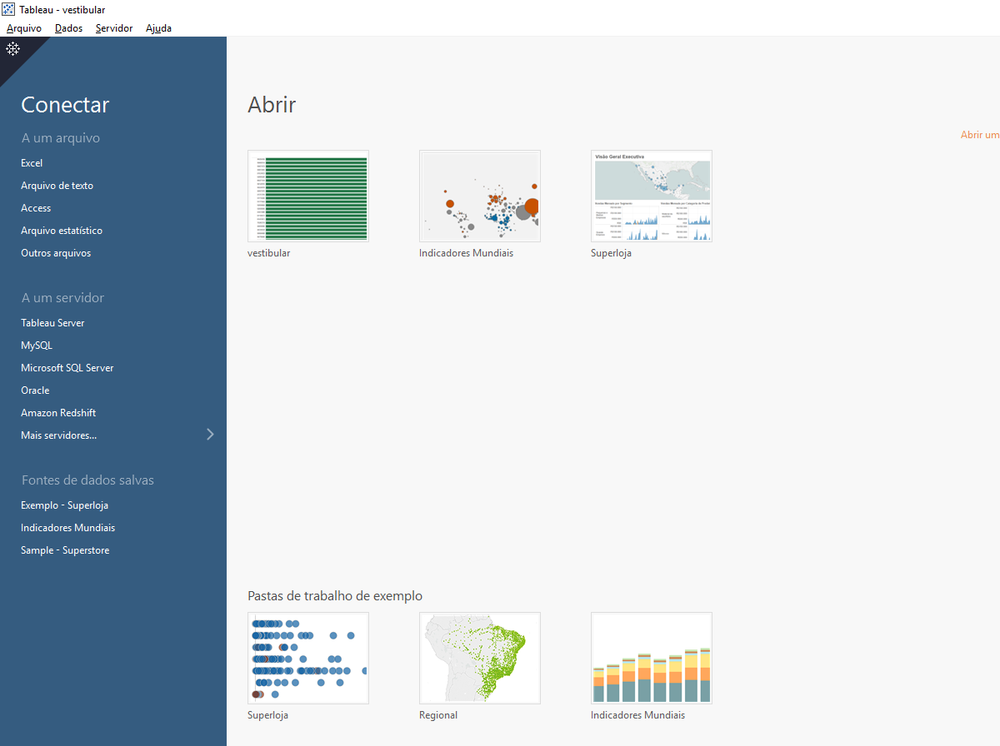 Tableau - vestibular
Arquivo Dados Servidor Ajuda
Conectar
A um arquivo
Excel
Arquivo de texto
Access
Arquivo estatístico
Outros arquivos
A um servidor
Tableau Server
MySQL
Microsoft SQL Server
Oracle
Amazon Redshift
Mais servidores...
Fontes de dados salvas
Exemplo - Superloja
Indicadores Mundiais
Sample - Superstore
Abrir
Abrir um
Visão Geral Executiva
vestibular
Indicadores Mundiais
Superloja
Pastas de trabalho de exemplo
Superloja
Regional
Indicadores Mundiais